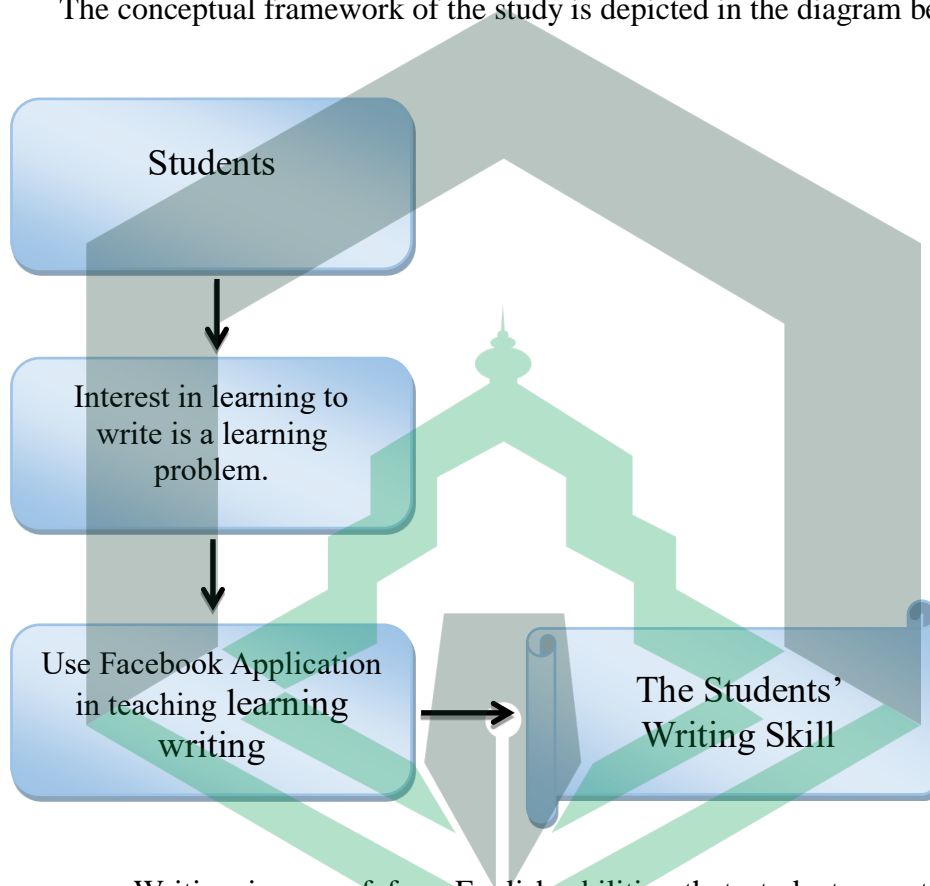 The conceptual framework of the study is depicted in the diagram
Students
Interest in learning to
write is a learning
problem.
Use Facebook Application
in teaching learning
writing
The Students’
Writing Skill